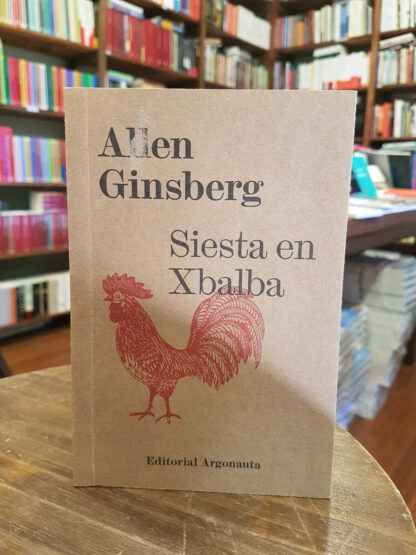 Allen
Ginsberg
Siesta en
Xbalba
Editorial Argonauta